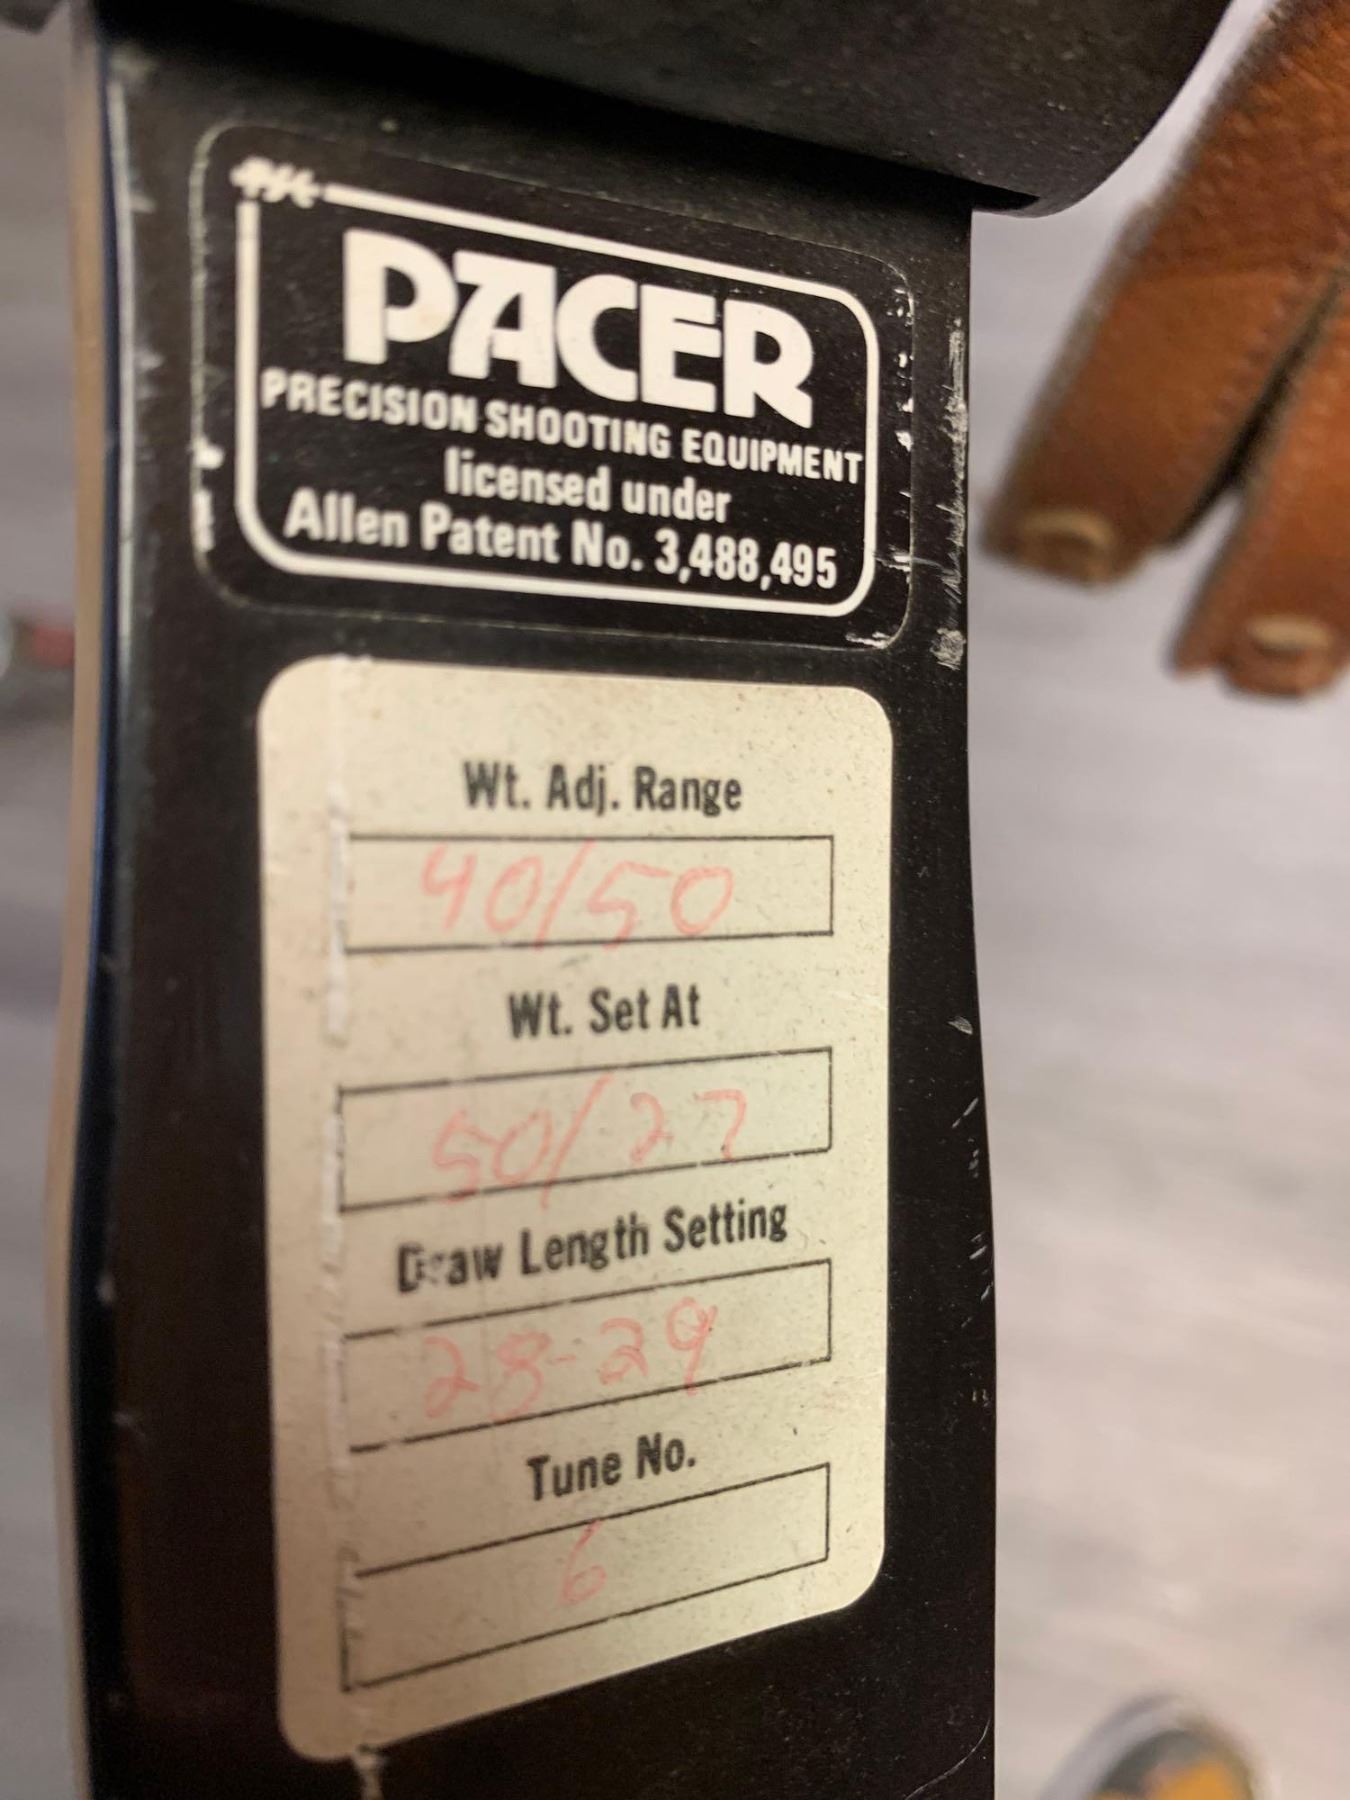 PSE
PACER
PRECISION SHOOTING EQUIPMENT
licensed under
Allen Patent No. 3,488,495
Wt. Adj. Range
40/50
Wt. Set At
50/27
Draw Length Setting
28-29
Tune No.
6